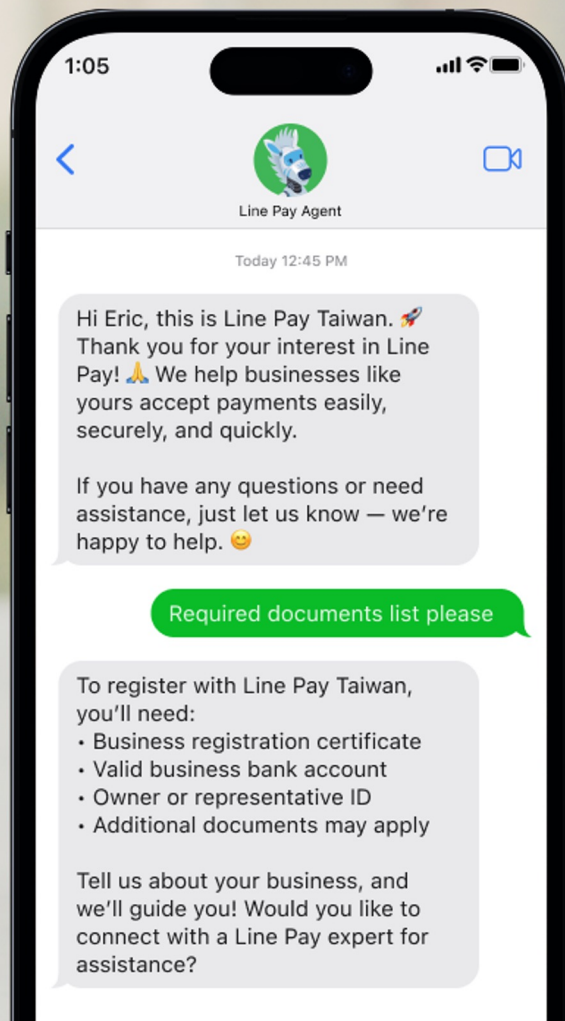 1:05
Line Pay Agent
Today 12:45 PM
Hi Eric, this is Line Pay Taiwan. 🚀
Thank you for your interest in Line
Pay! 🙏 We help businesses like
yours accept payments easily,
securely, and quickly.
If you have any questions or need
assistance, just let us know — we’re
happy to help. 😊
Required documents list please
To register with Line Pay Taiwan,
you’ll need:
• Business registration certificate
• Valid business bank account
• Owner or representative ID
• Additional documents may apply
Tell us about your business, and
we’ll guide you! Would you like to
connect with a Line Pay expert for
assistance?